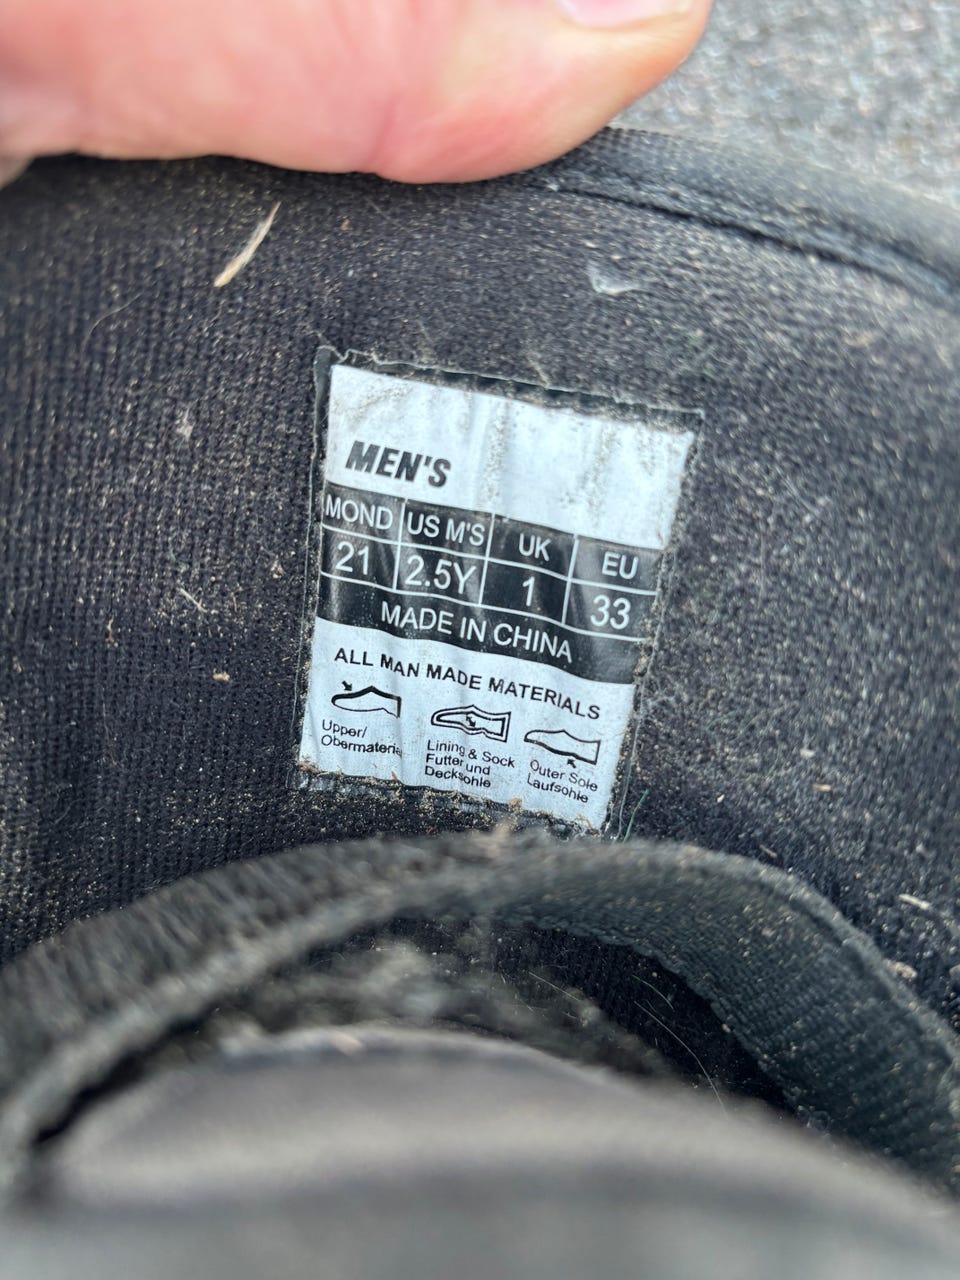 MEN'S
MOND US M'S UK EU
21 2.5Y 1 33
MADE IN CHINA
ALL MAN MADE MATERIALS
Upper/
Obermateria
Lining & Sock
Futter und
Decksohle
Outer Sole
Laufsohle